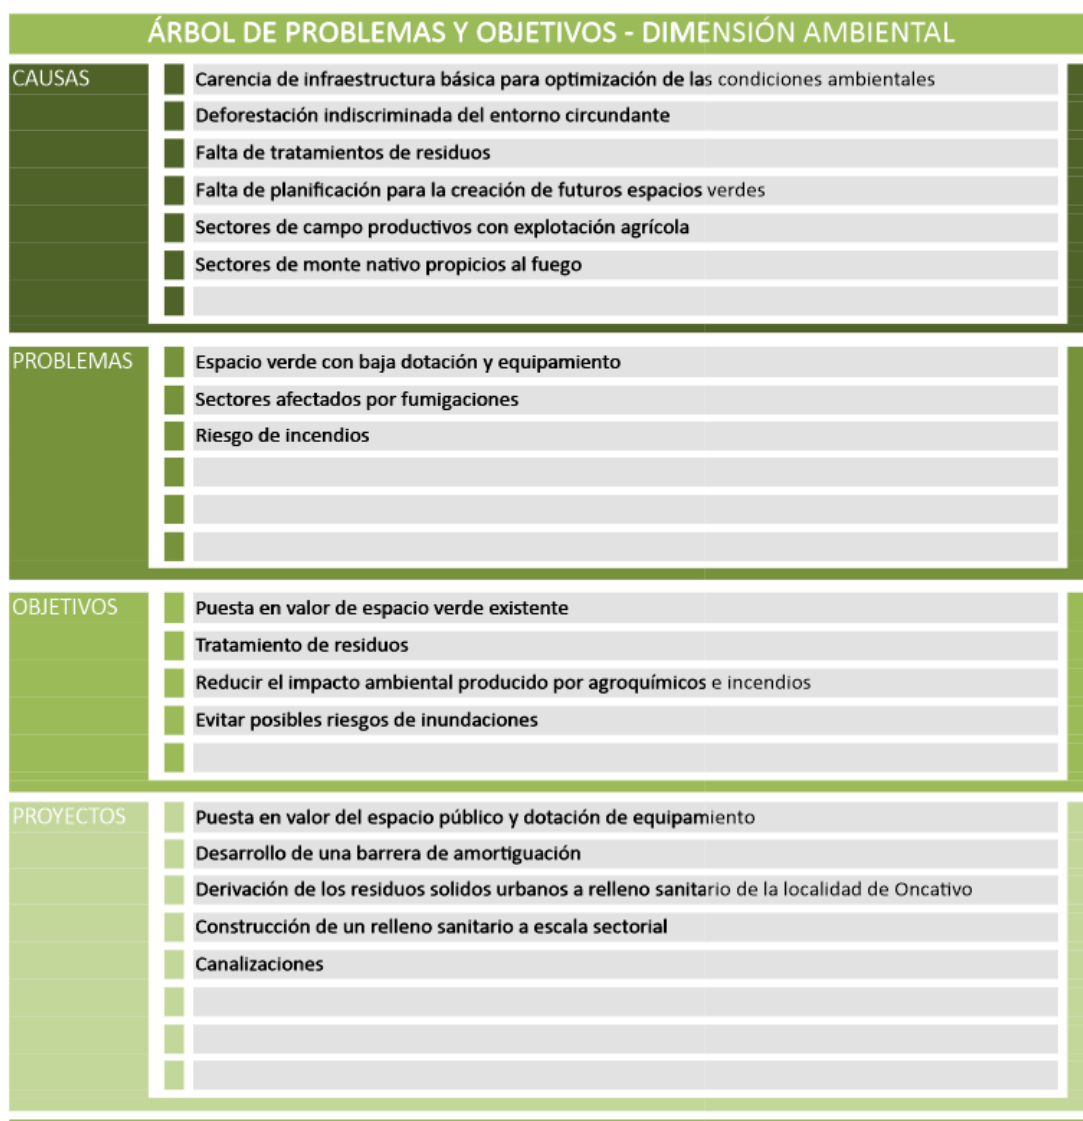 ÁRBOL DE PROBLEMAS Y OBJETIVOS - DIMENSIÓN AMBIENTAL
CAUSAS
Carencia de infraestructura básica para optimización de las condiciones ambientales
Deforestación indiscriminada del entorno circundante
Falta de tratamientos de residuos
Falta de planificación para la creación de futuros espacios verdes
Sectores de campo productivos con explotación agrícola
Sectores de monte nativo propicios al fuego
PROBLEMAS
Espacio verde con baja dotación y equipamiento
Sectores afectados por fumigaciones
Riesgo de incendios
OBJETIVOS
Puesta en valor de espacio verde existente
Tratamiento de residuos
Reducir el impacto ambiental producido por agroquímicos e incendios
Evitar posibles riesgos de inundaciones
PROYECTOS
Puesta en valor del espacio público y dotación de equipamiento
Desarrollo de una barrera de amortiguación
Derivación de los residuos solidos urbanos a relleno sanitario de la localidad de Oncativo
Construcción de un relleno sanitario a escala sectorial
Canalizaciones